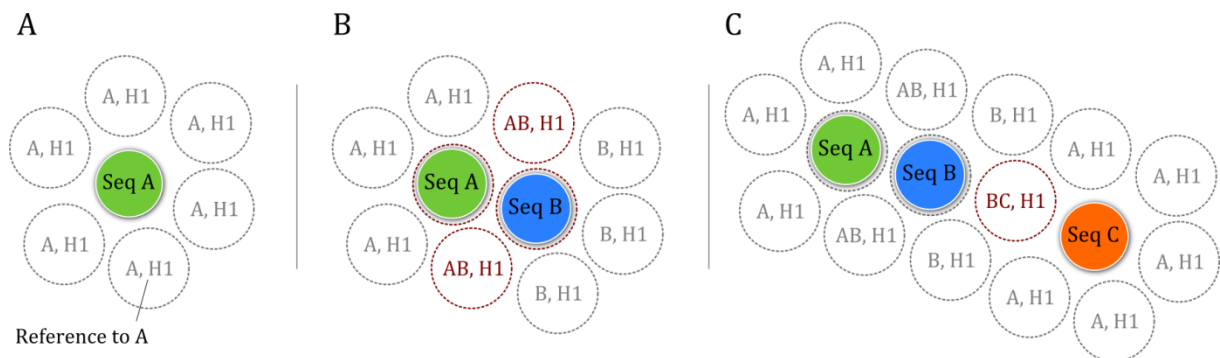 A
A, H1
A, H1
A, H1
Seq A
A, H1
A, H1
A, H1
Reference to A
B
A, H1
AB, H1
A, H1
B, H1
Seq A
Seq B
A, H1
AB, H1
B, H1
B, H1
C
A, H1
AB, H1
A, H1
B, H1
Seq A
A, H1
Seq B
A, H1
BC, H1
A, H1
AB, H1
Seq C
B, H1
A, H1
A, H1
A, H1